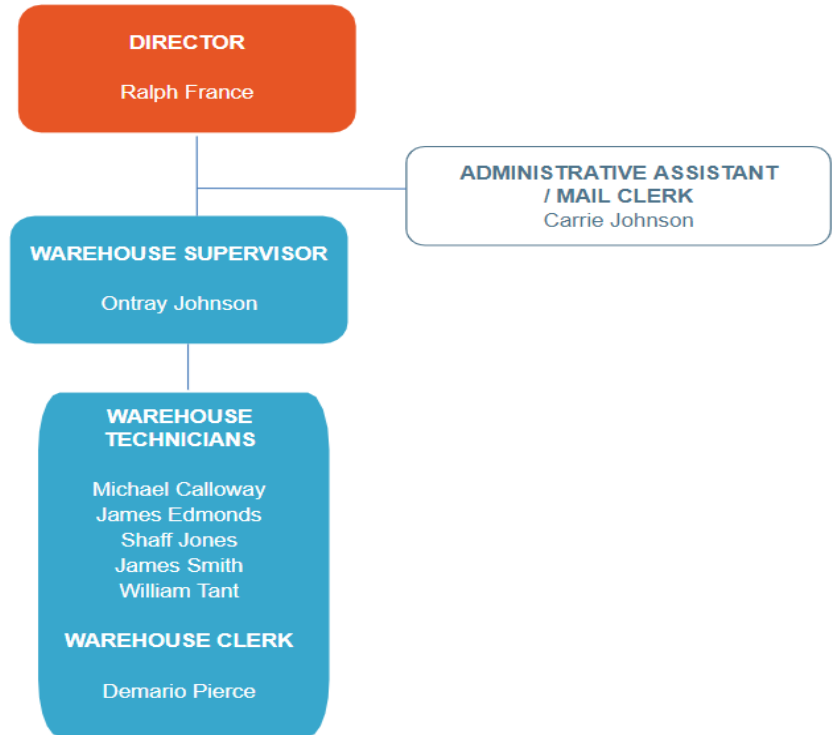 DIRECTOR
Ralph France
ADMINISTRATIVE ASSISTANT
/ MAIL CLERK
Carrie Johnson
WAREHOUSE SUPERVISOR
Ontray Johnson
WAREHOUSE
TECHNICIANS
Michael Calloway
James Edmonds
Shaff Jones
James Smith
William Tant
WAREHOUSE CLERK
Demario Pierce